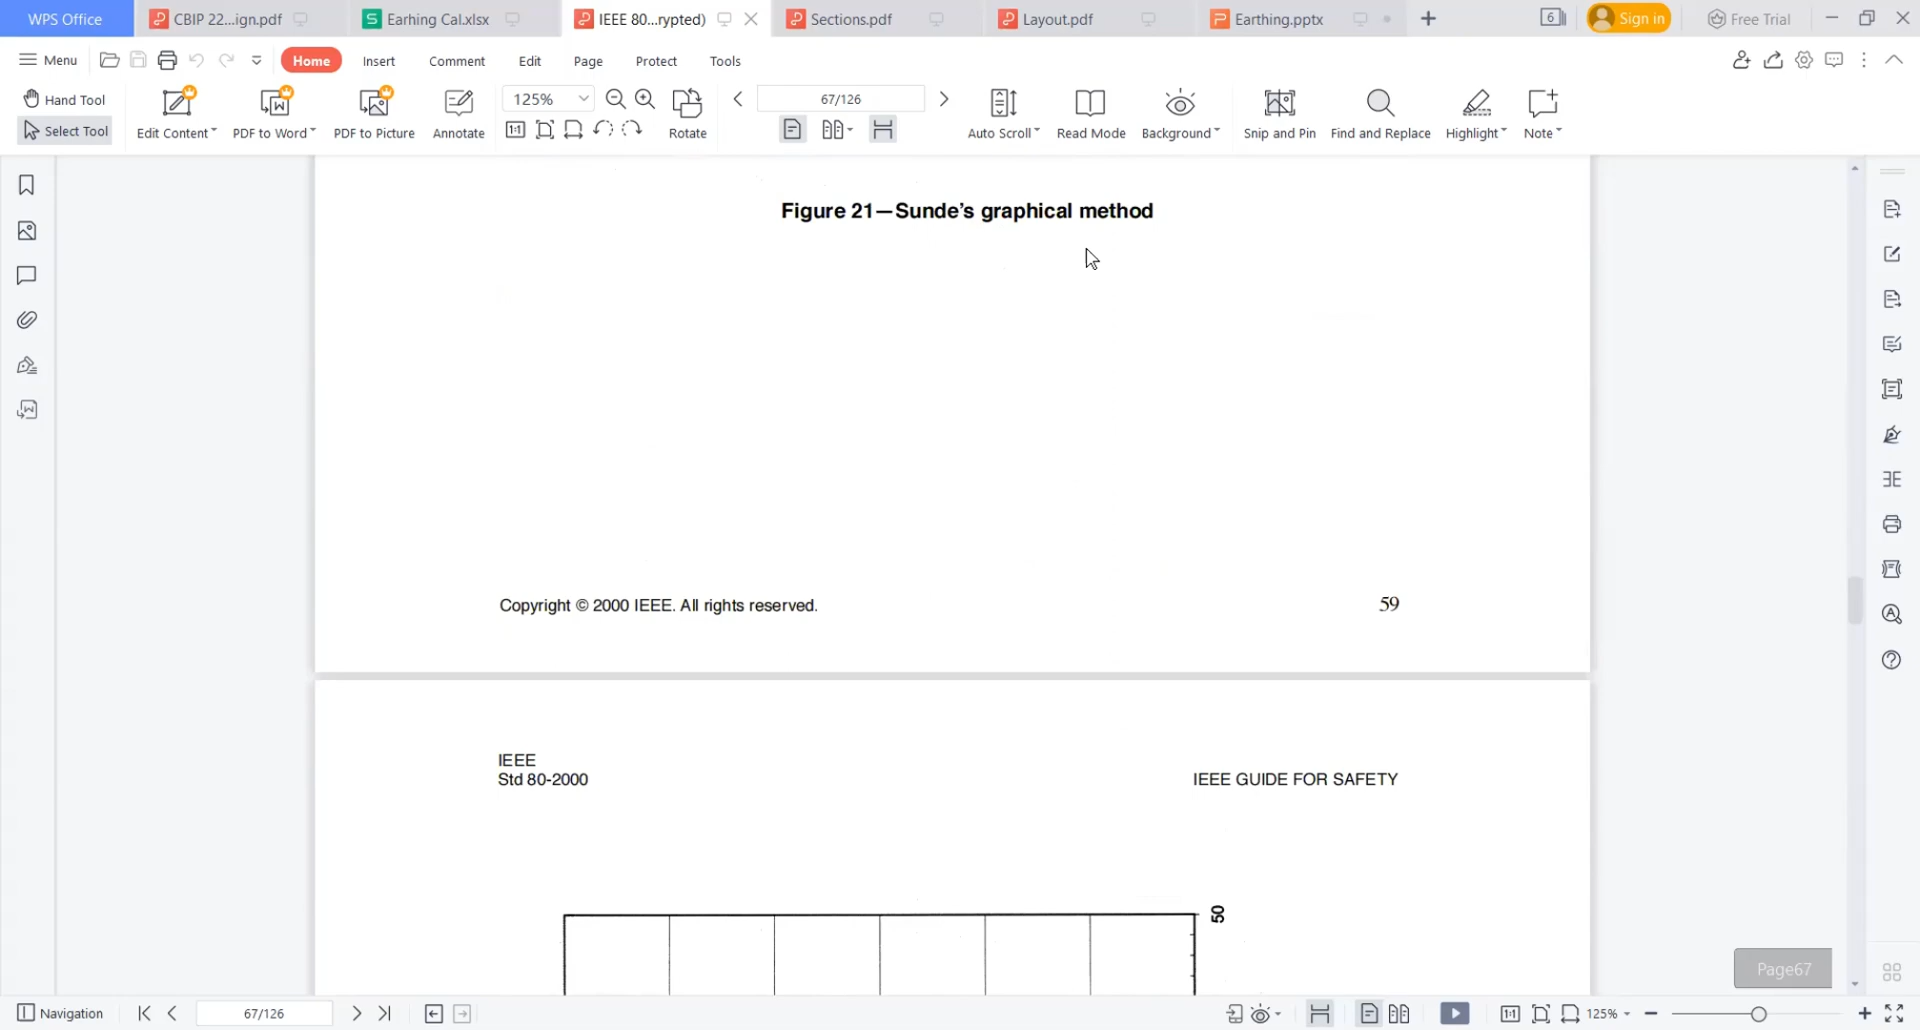 WPS Office
CBIP 22...ign.pdf
Earhing Cal.xlsx
IEEE 80...rypted)
Sections.pdf
Layout.pdf
Earthing.pptx
6
Sign in
Free Trial
Menu
Home
Insert
Comment
Edit
Page
Protect
Tools
Hand Tool
Select Tool
Edit Content
PDF to Word
PDF to Picture
Annotate
125%
Rotate
67/126
Auto Scroll
Read Mode
Background
Snip and Pin
Find and Replace
Highlight
Note
Figure 21—Sunde's graphical method
Copyright © 2000 IEEE. All rights reserved.
59
IEEE
Std 80-2000
IEEE GUIDE FOR SAFETY
50
Page67
Navigation
67/126
125%